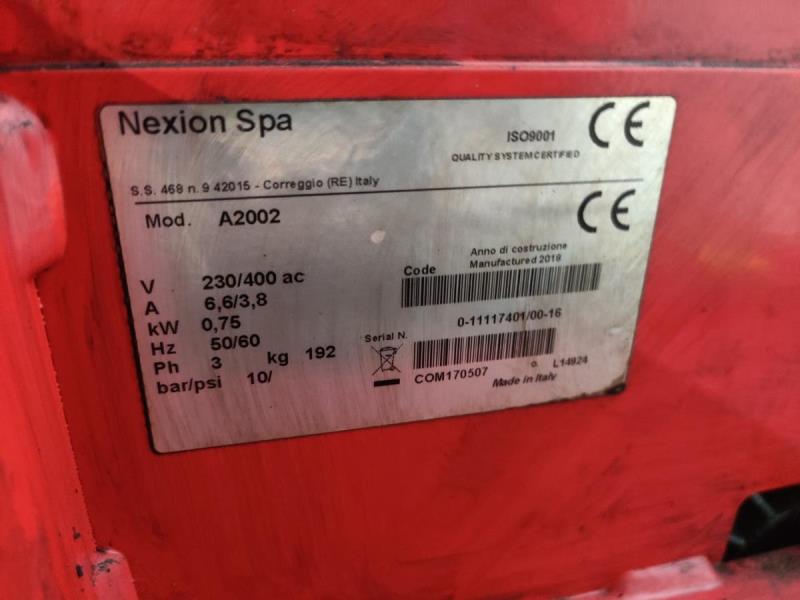 Nexion Spa
ISO9001
CE
QUALITY SYSTEM CERTIFIED
S.S. 468 n. 9 42015 - Correggio (RE) Italy
Mod. A2002
CE
Anno di costruzione
Manufactured 2018
Code
V 230/400 ac
A 6,6/3,8
kW 0,75
Hz 50/60
Ph 3
kg 192
bar/psi 10/
0-11117401/00-16
Serial N.
COM170507
o. L14924
Made in Italy